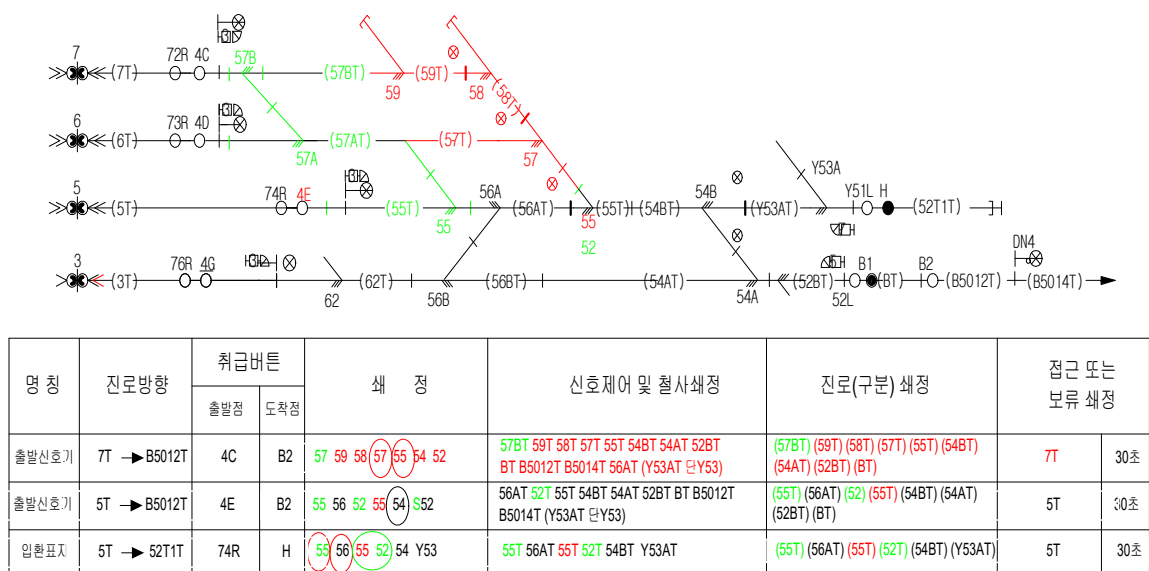 7 (7T) 72R 4C 57B (57BT) 59 (59T) 58 (58T)
6 (6T) 73R 4D 57A (57AT) (57T) 57
5 (5T) 74R 4E (55T) 55 56A (56AT) 55 (55T) (54BT) 54B (Y53AT) Y53A Y51L H (52T1T)
52
3 (3T) 76R 4G 62 (62T) 56B (56BT) (54AT) 54A (52BT) 52L B1 (BT) B2 (B5012T) DN4 (B5014T)
명 칭 진로방향 취급버튼 쇄 정 신호제어 및 철사쇄정 진로(구분) 쇄정 접근 또는
보류 쇄정
출발점 도착점
출발신호기 7T → B5012T 4C B2 57 59 58 57 55 54 52
57BT 59T 58T 57T 55T 54BT 54AT 52BT
BT B5012T B5014T 56AT (Y53AT 단Y53)
(57BT) (59T) (58T) (57T) (55T) (54BT)
(54AT) (52BT) (BT)
7T 30초
출발신호기 5T → B5012T 4E B2 55 56 52 55 54 S52
56AT 52T 55T 54BT 54AT 52BT BT B5012T
B5014T (Y53AT 단Y53)
(55T) (56AT) (52) (55T) (54BT) (54AT)
(52BT) (BT)
5T 30초
입환표지 5T → 52T1T 74R H 55 56 55 52 54 Y53
55T 56AT 55T 52T 54BT Y53AT
(55T) (56AT) (55T) (52T) (54BT) (Y53AT)
5T 30초